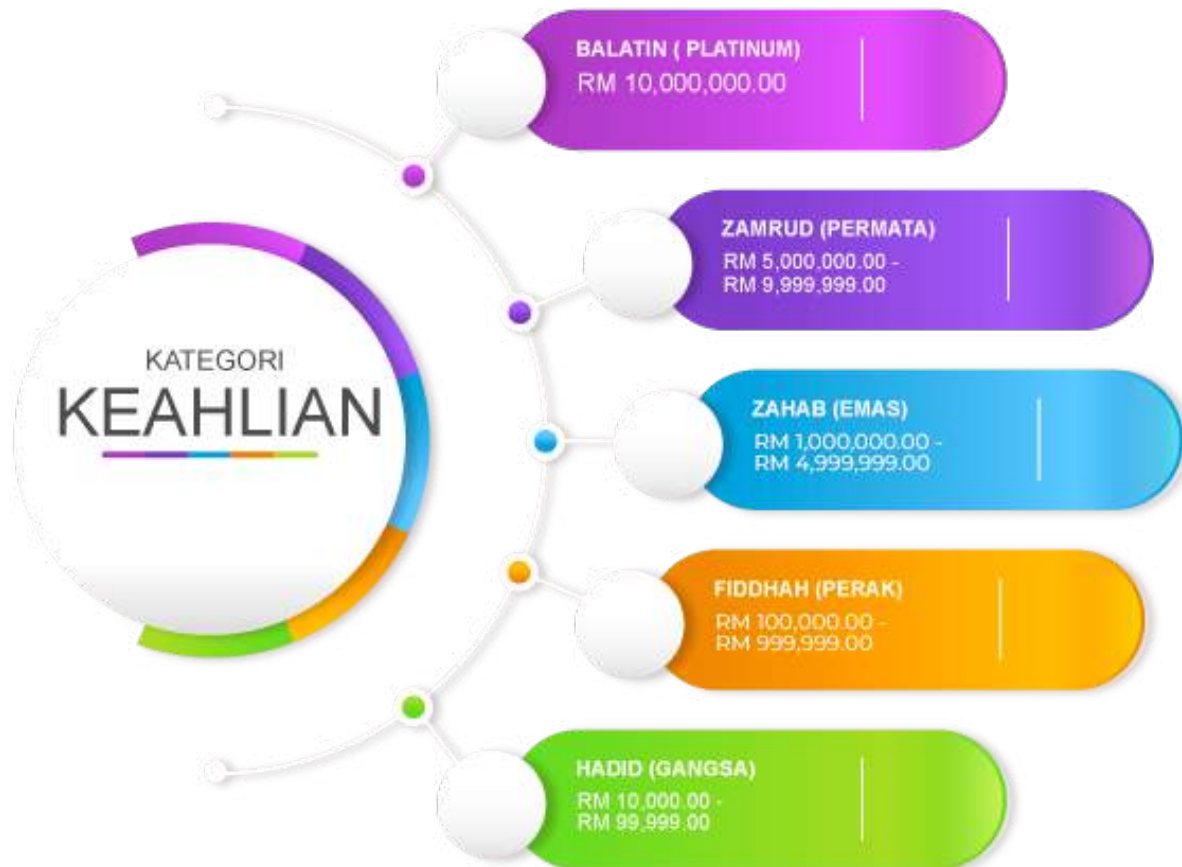 KATEGORI
KEAHLIAN
BALATIN ( PLATINUM)
RM 10,000,000.00
ZAMRUD (PERMATA)
RM 5,000,000.00 -
RM 9,999,999.00
ZAHAB (EMAS)
RM 1,000,000.00 -
RM 4,999,999.00
FIDDHAH (PERAK)
RM 100,000.00 -
RM 999,999.00
HADID (GANGSA)
RM 10,000.00 -
RM 99,999.00